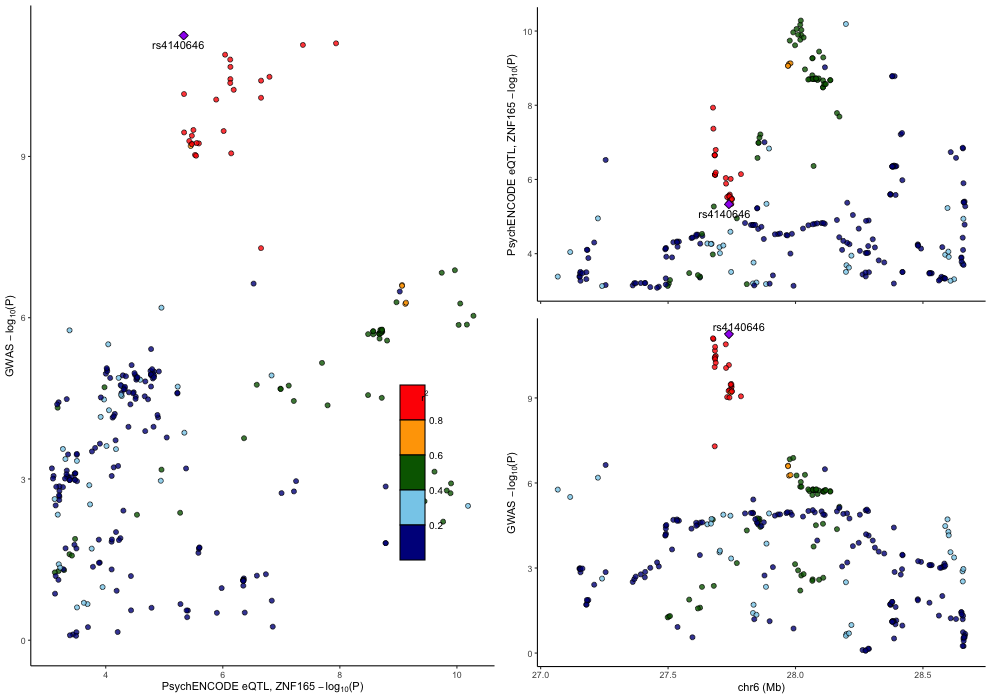 rs4140646
9
6
3
0
GWAS −log10(P)
4
6
8
10
PsychENCODE eQTL, ZNF165 −log10(P)
r2
0.8
0.6
0.4
0.2
10
8
6
4
PsychENCODE eQTL, ZNF165 −log10(P)
rs4140646
rs4140646
9
6
3
0
GWAS −log10(P)
27.0
27.5
28.0
28.5
chr6 (Mb)